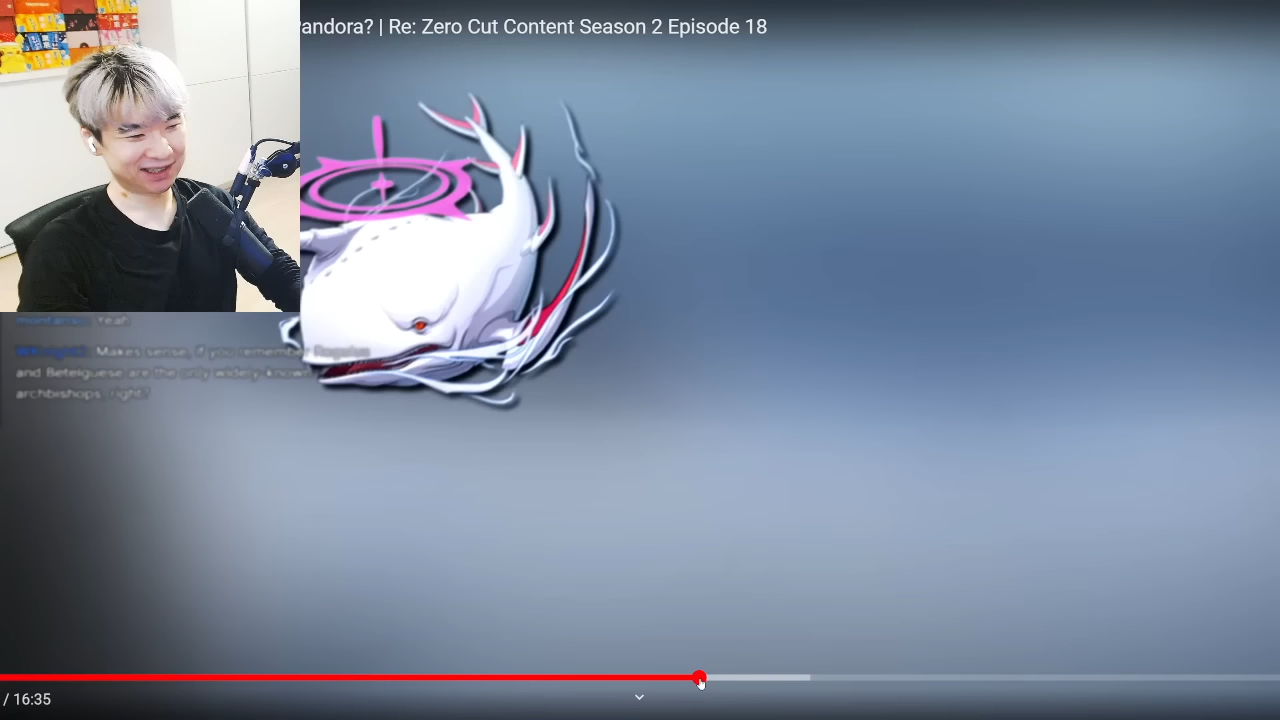 andora? | Re: Zero Cut Content Season 2 Episode 18
Yeah
Makes sense, if you remember Regulus
and Betelguese are the only widely-known
archbishops, right?
/ 16:35